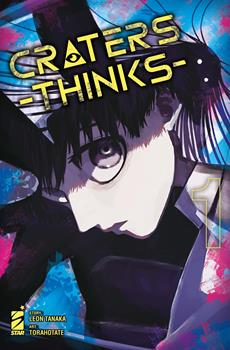 CRATERS
-THINKS-
1
STORY
LEON TANAKA
ART
TORAHOTATE
STAR